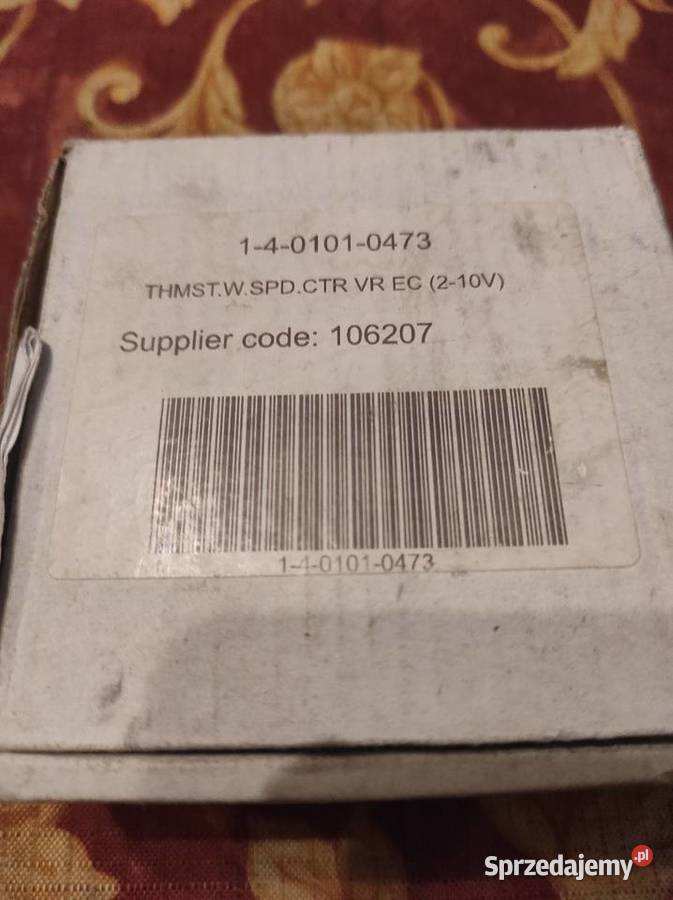 1-4-0101-0473
THMST.W.SPD.CTR VR EC (2-10V)
Supplier code: 106207
1-4-0101-0473
Sprzedajemy.pl